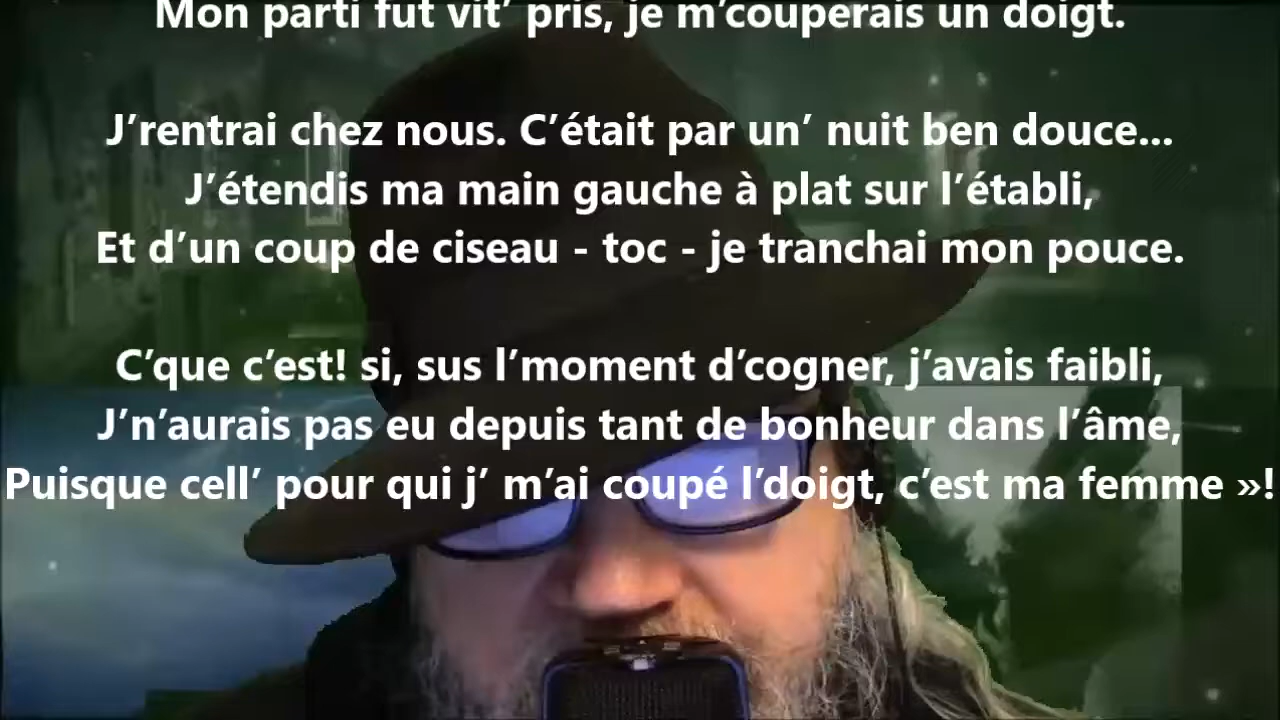 Mon parti fut vit’ pris, je m’couperais un doigt.
J’rentrai chez nous. C’était par un’ nuit ben douce...
J’étendis ma main gauche à plat sur l’établi,
Et d’un coup de ciseau - toc - je tranchai mon pouce.
C’que c’est! si, sus l’moment d’cogner, j’avais faibli,
J’n’aurais pas eu depuis tant de bonheur dans l’âme,
Puisque cell’ pour qui j’ m’ai coupé l’doigt, c’est ma femme »!